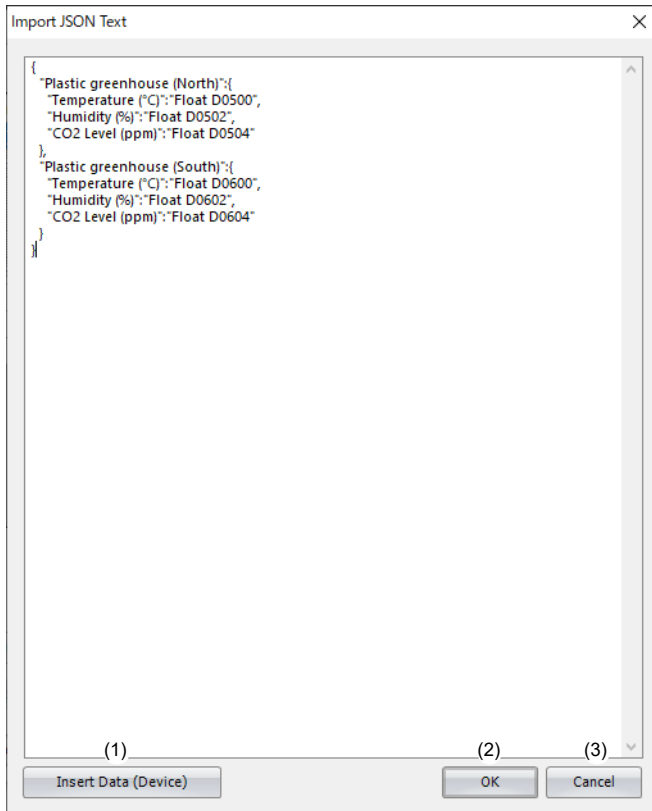 Import JSON Text
{
"Plastic greenhouse (North)":{
"Temperature (°C)":"Float D0500",
"Humidity (%)":"Float D0502",
"CO2 Level (ppm)":"Float D0504"
},
"Plastic greenhouse (South)":{
"Temperature (°C)":"Float D0600",
"Humidity (%)":"Float D0602",
"CO2 Level (ppm)":"Float D0604"
}
}
(1) (2) (3)
Insert Data (Device) OK Cancel